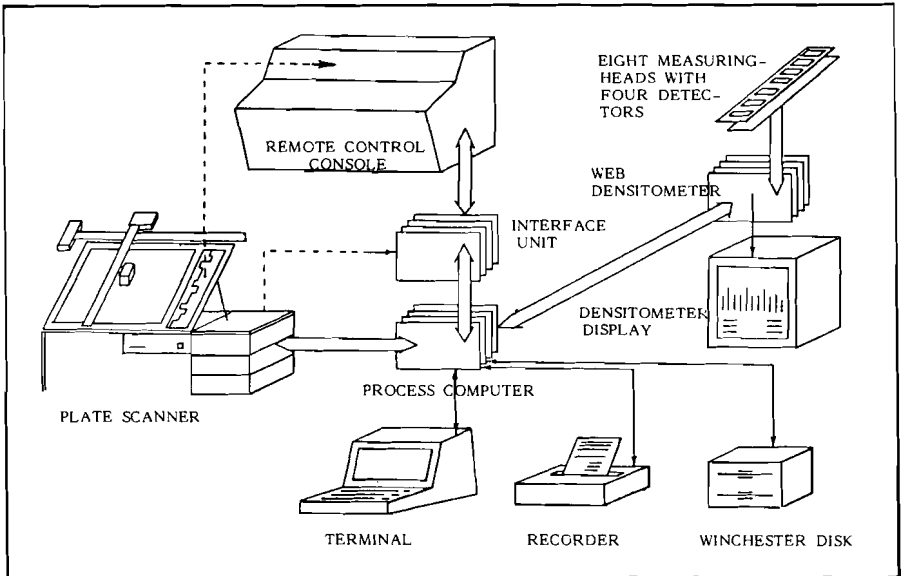 EIGHT MEASURING-
HEADS WITH
FOUR DETEC-
TORS
REMOTE CONTROL
CONSOLE
WEB
DENSITOMETER
INTERFACE
UNIT
DENSITOMETER
DISPLAY
PROCESS COMPUTER
PLATE SCANNER
TERMINAL
RECORDER
WINCHESTER DISK